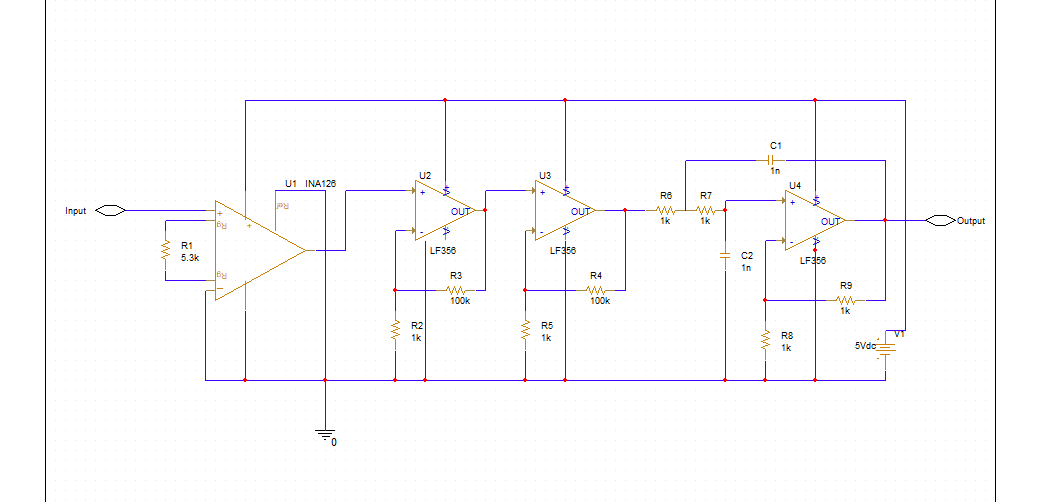 C1
1n
U1 INA126
U2
U3
U4
Input
+
Rg
Ref
+
R1
5.3k
Rg
-
+
OUT
-
LF356
+
OUT
-
LF356
R6
1k
R7
1k
+
OUT
-
LF356
Output
C2
1n
R3
100k
R4
100k
R9
1k
R2
1k
R5
1k
R8
1k
V1
5Vdc
0